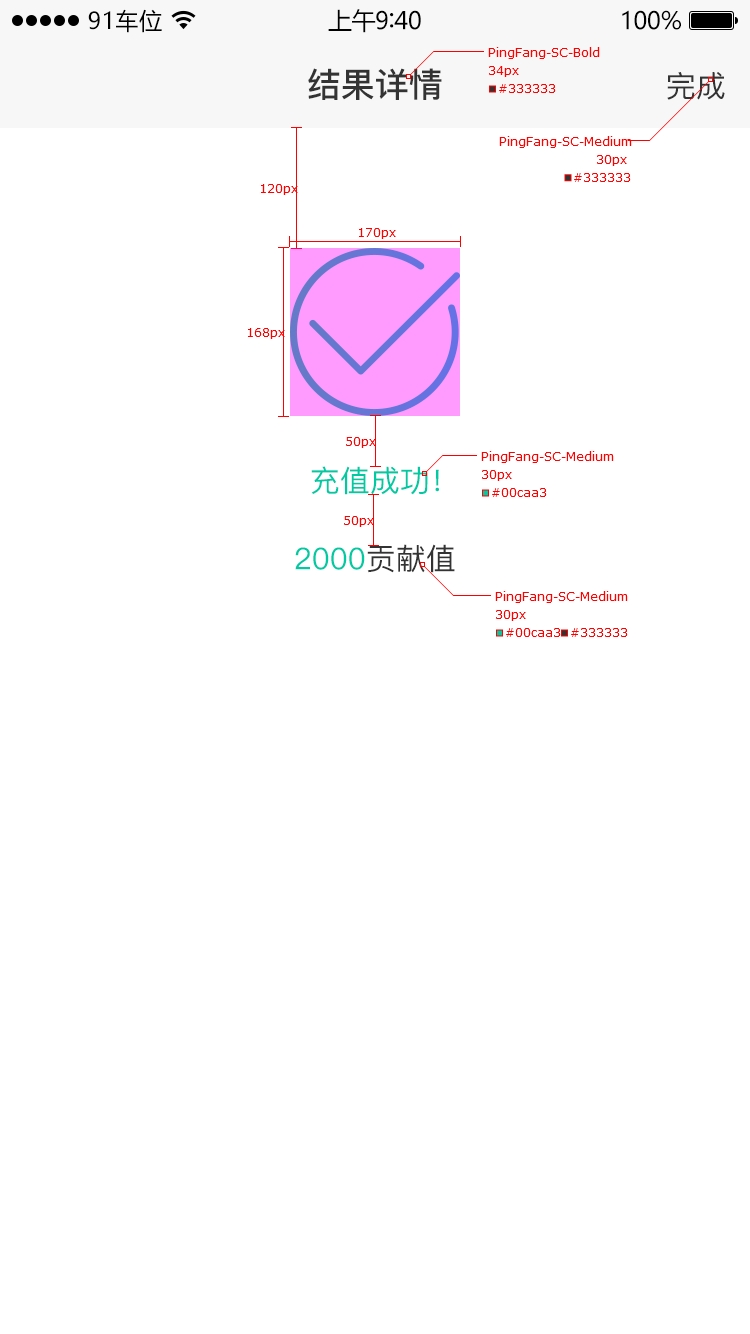 91车位
上午9:40
100%
结果详情
完成
PingFang-SC-Bold
34px
#333333
PingFang-SC-Medium
30px
#333333
120px
170px
168px
50px
充值成功!
PingFang-SC-Medium
30px
#00caa3
50px
2000贡献值
PingFang-SC-Medium
30px
#00caa3 #333333